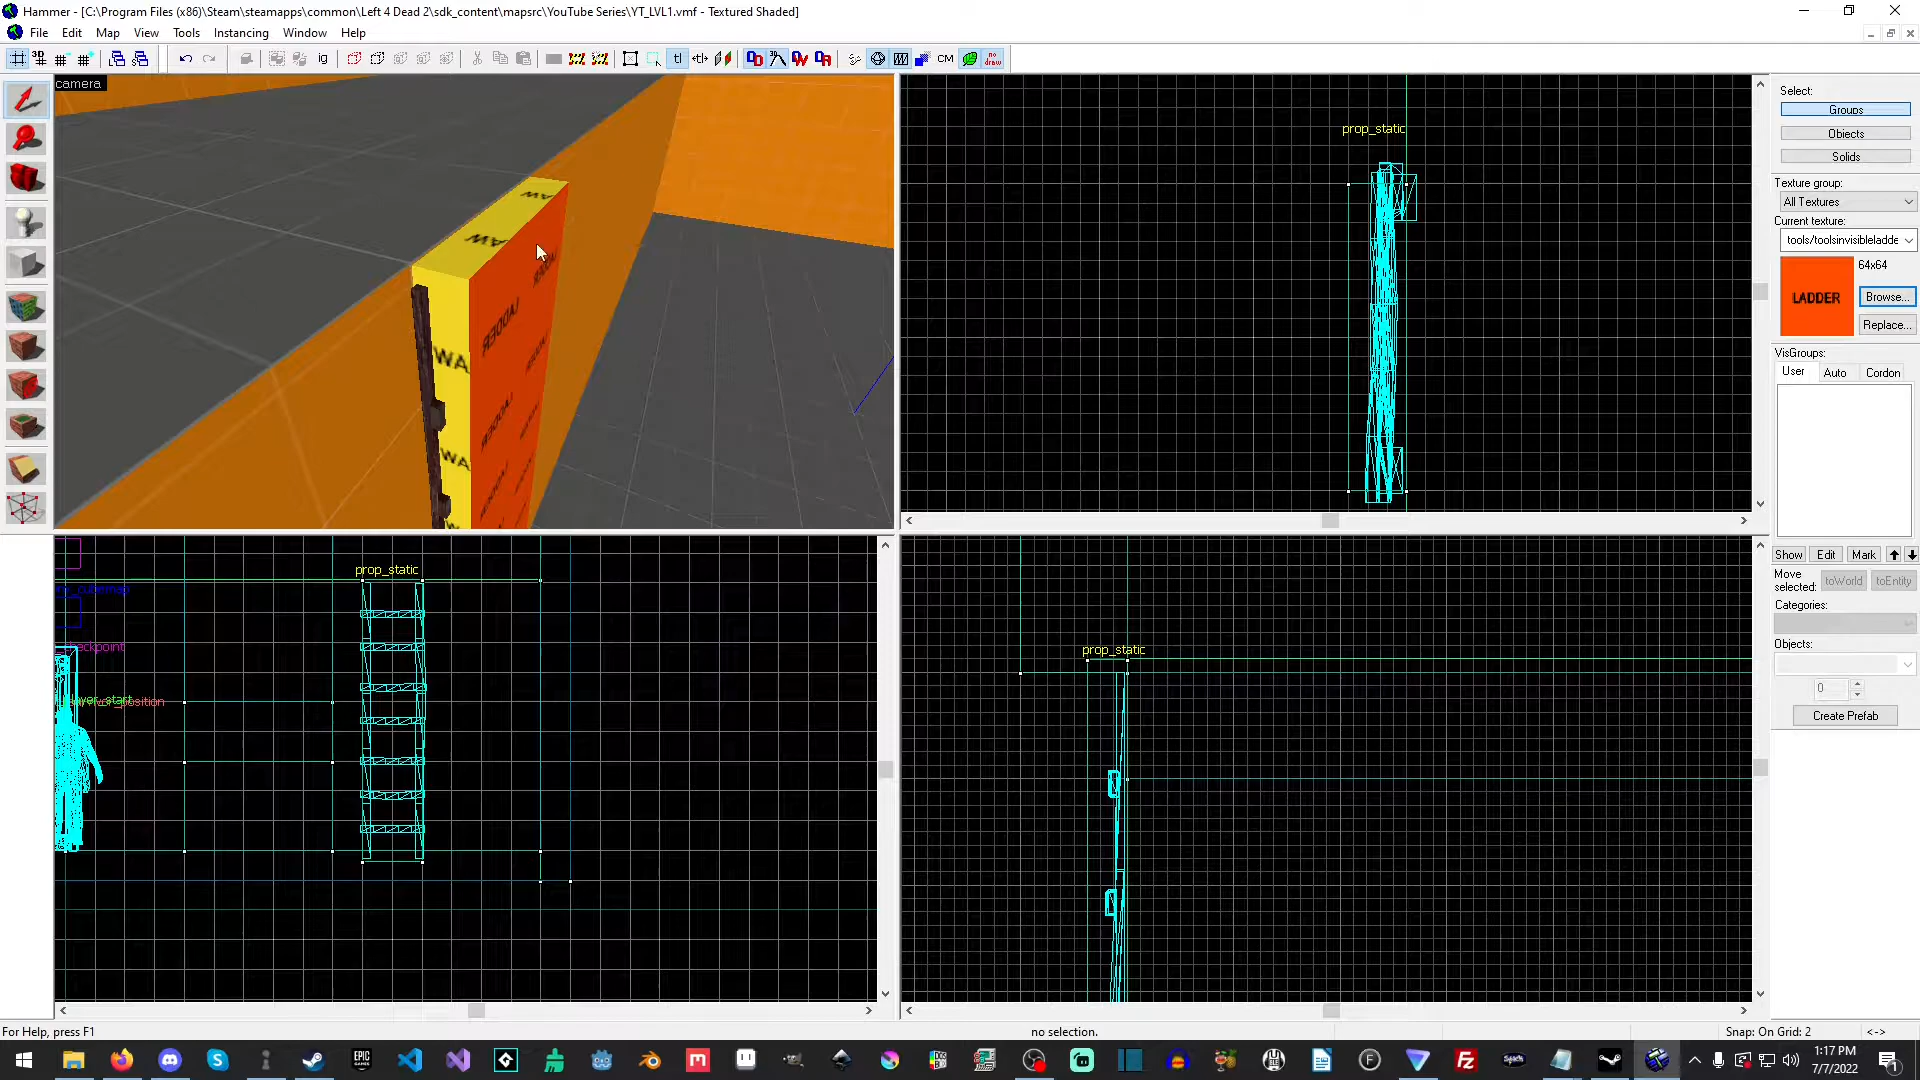 Hammer - [C:\Program Files (x86)\Steam\steamapps\common\Left 4 Dead 2\sdk_content\mapsrc\YouTube Series\YT_LVL1.vmf - Textured Shaded]
File Edit Map View Tools Instancing Window Help
camera
prop_static
LADDER
LADDER
LADDER
prop_static
_checkpoint
prop_static
Select:
Groups
Objects
Solids
Texture group:
All Textures
Current texture:
tools/toolsinvisibleladde
64x64
LADDER
Browse...
Replace...
VisGroups:
User Auto Cordon
Show Edit Mark
Move selected: toWorld toEntity
Categories:
Objects:
0
Create Prefab
For Help, press F1
no selection.
Snap: On Grid: 2
<->
1:17 PM
7/7/2022